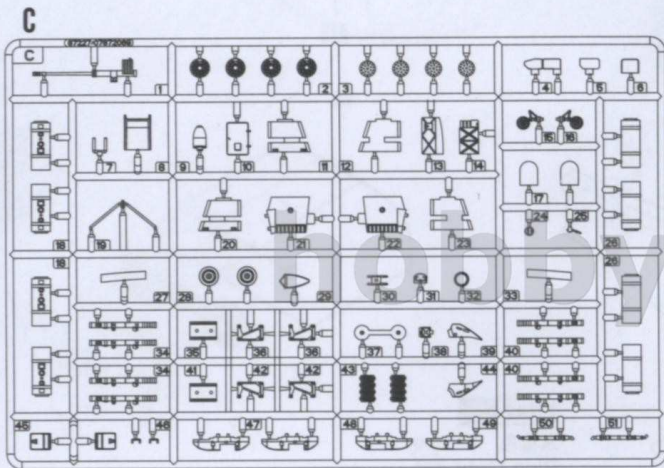 C
(87227-07872086)
C
1 2 3 4 5 6
7 8 9 10 11 12 13 14 15 16
17
18 19 20 21 22 23 24 25 26
18 27 28 29 30 31 32 33 26
34 35 36 36 37 38 39 40
34 41 42 42 43 44 40
45 46 47 48 49 50 51
hobby